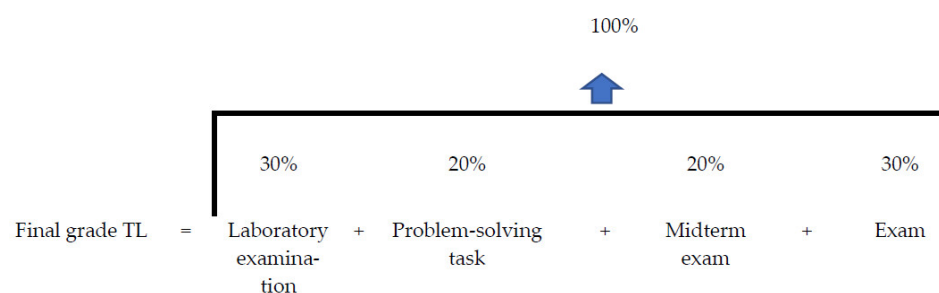 100%
30% 20% 20% 30%
Final grade TL = Laboratory + Problem-solving + Midterm + Exam
examina- task exam
tion